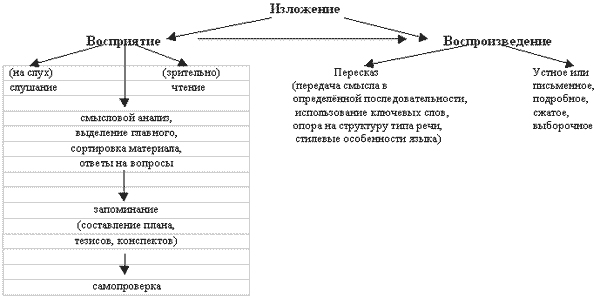 Изложение
Восприятие
Воспроизведение
(на слух)
слушание
(зрительно)
чтение
смысловой анализ,
выделение главного,
сортировка материала,
ответы на вопросы
запоминание
(составление плана,
тезисов, конспектов)
самопроверка
Пересказ
(передача смысла в
определённой последовательности,
использование ключевых слов,
опора на структуру типа речи,
стилевые особенности языка)
Устное или
письменное,
подробное,
сжатое,
выборочное